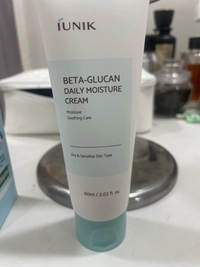 iUNIK
BETA-GLUCAN
DAILY MOISTURE
CREAM
Moisture
Soothing Care
Dry & Sensitive Skin Type
60ml / 2.02 fl. oz.